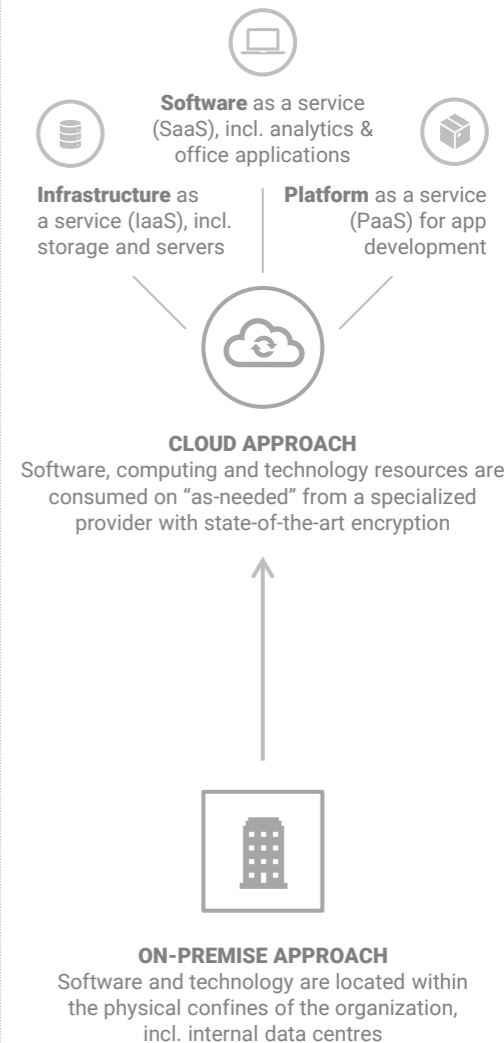 Software as a service
(SaaS), incl. analytics &
office applications
Infrastructure as
a service (IaaS), incl.
storage and servers
Platform as a service
(PaaS) for app
development
CLOUD APPROACH
Software, computing and technology resources are
consumed on “as-needed” from a specialized
provider with state-of-the-art encryption
ON-PREMISE APPROACH
Software and technology are located within
the physical confines of the organization,
incl. internal data centres